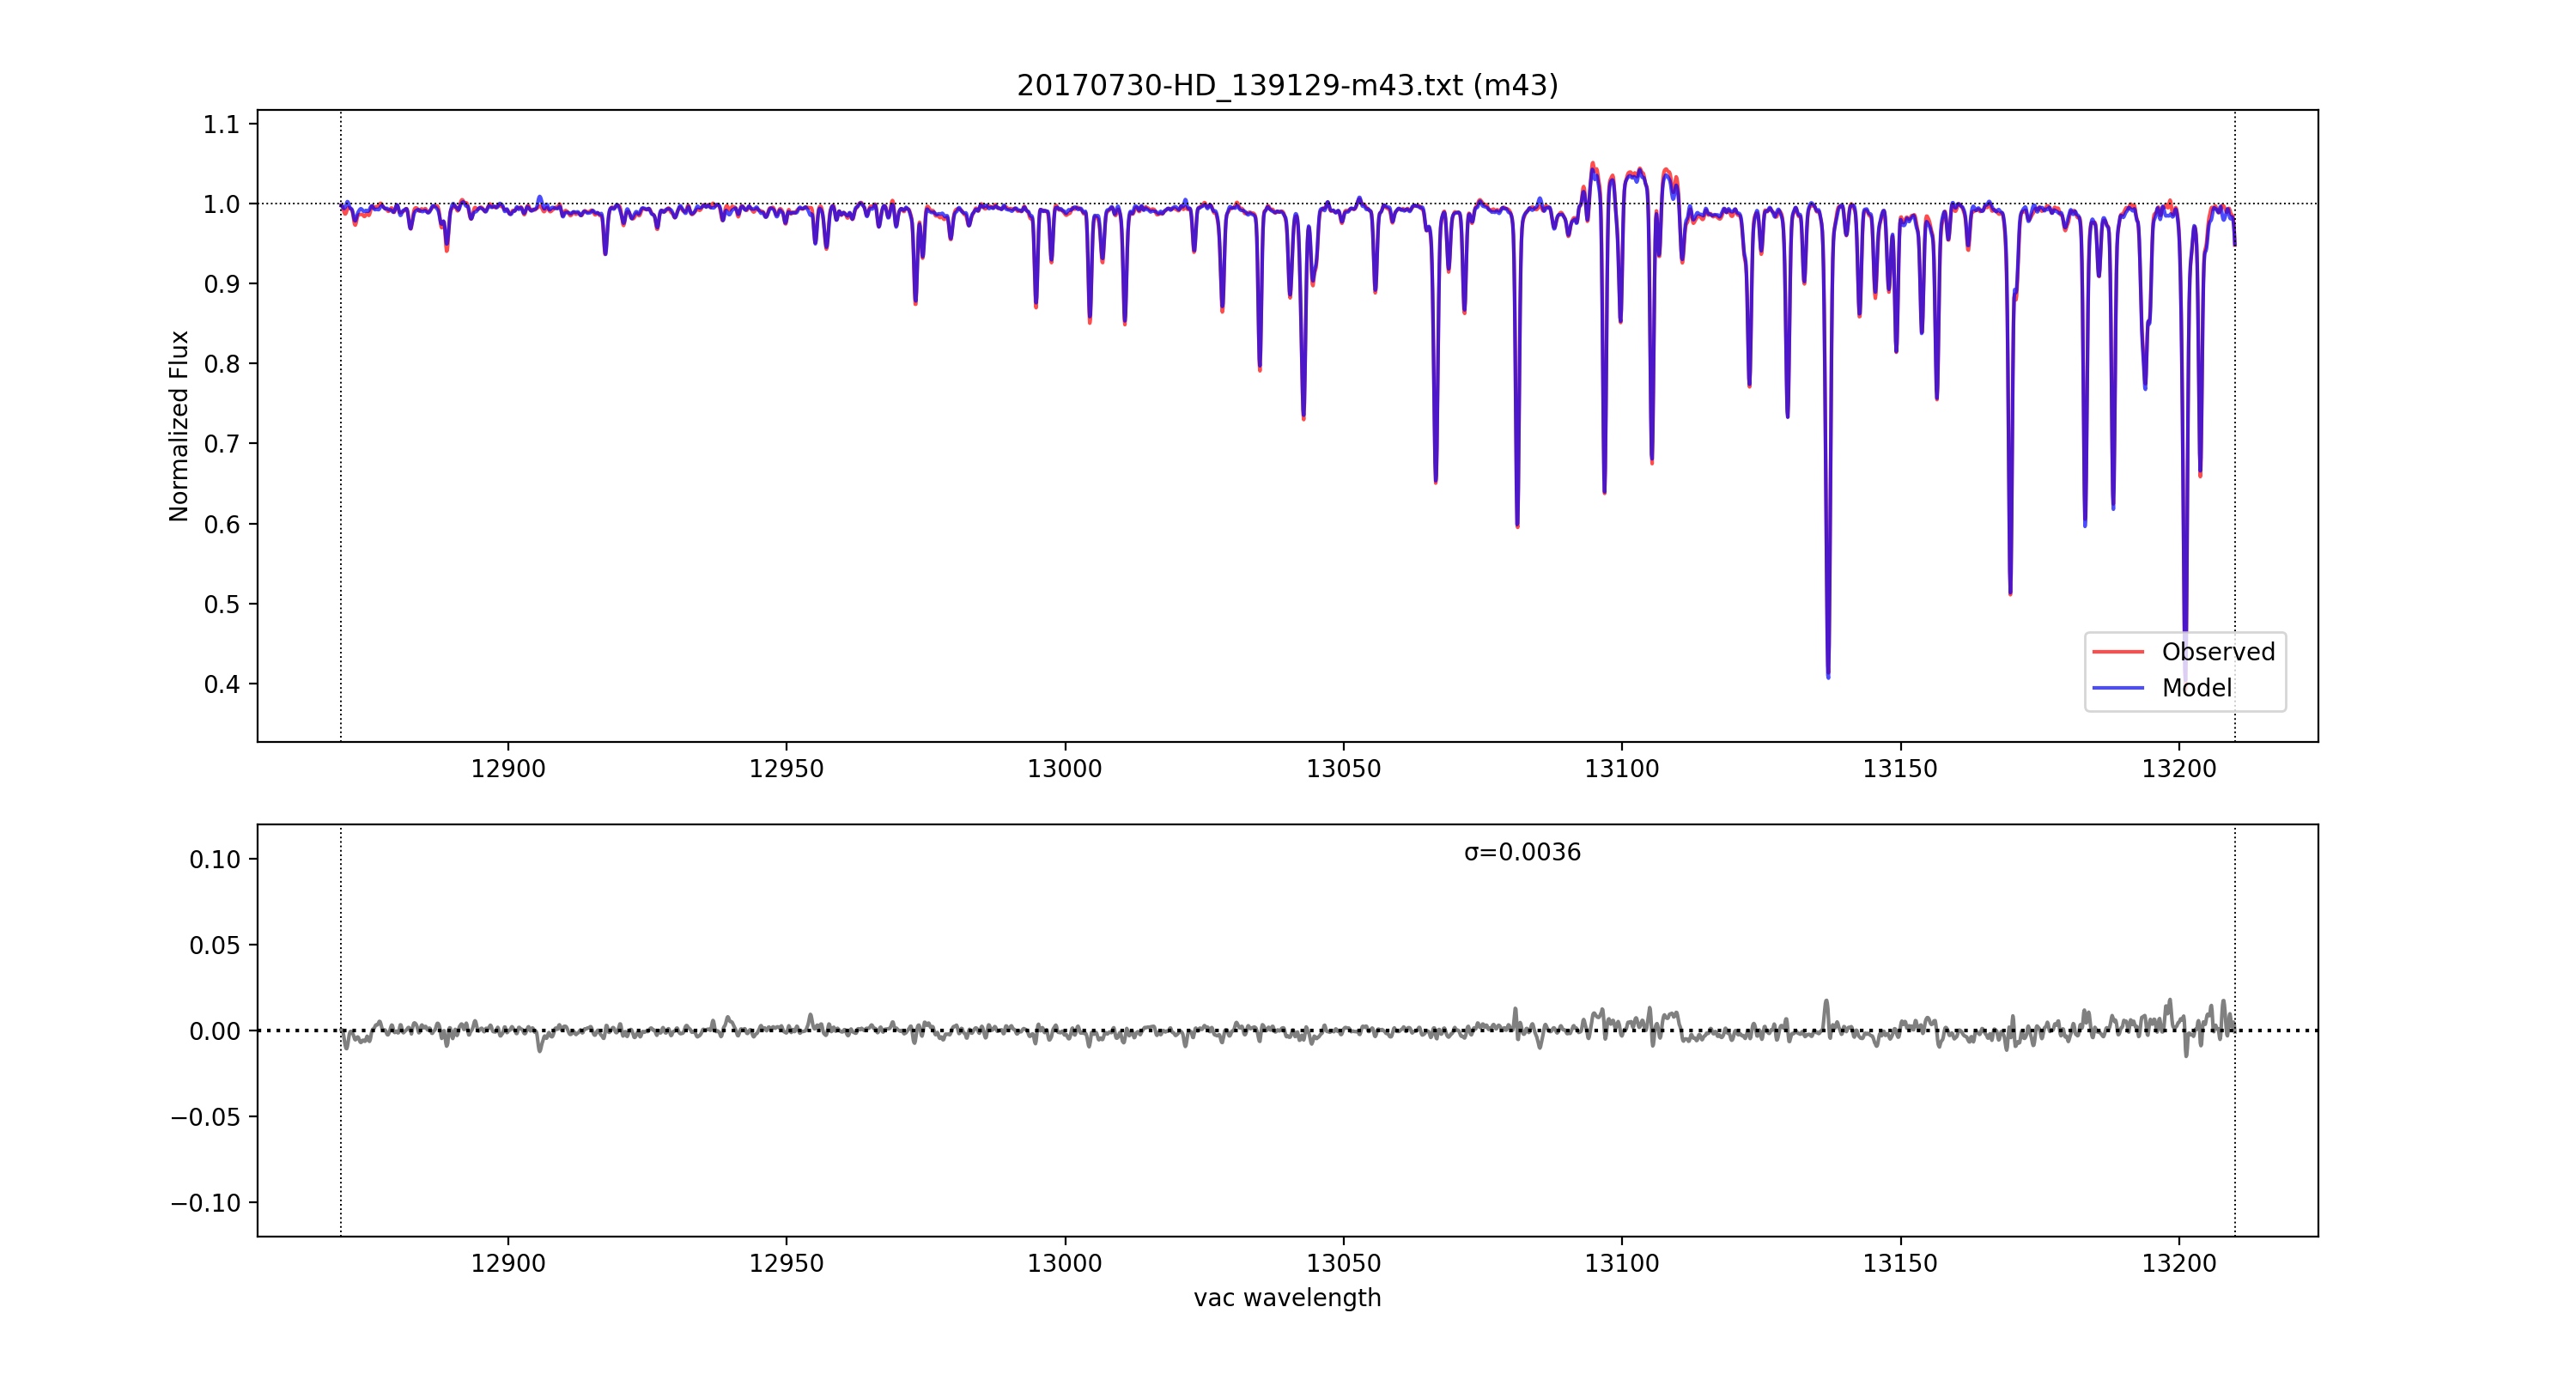 20170730-HD_139129-m43.txt (m43)
Normalized Flux
1.1
1.0
0.9
0.8
0.7
0.6
0.5
0.4
Observed
Model
12900 12950 13000 13050 13100 13150 13200
σ=0.0036
0.10
0.05
0.00
−0.05
−0.10
12900 12950 13000 13050 13100 13150 13200
vac wavelength